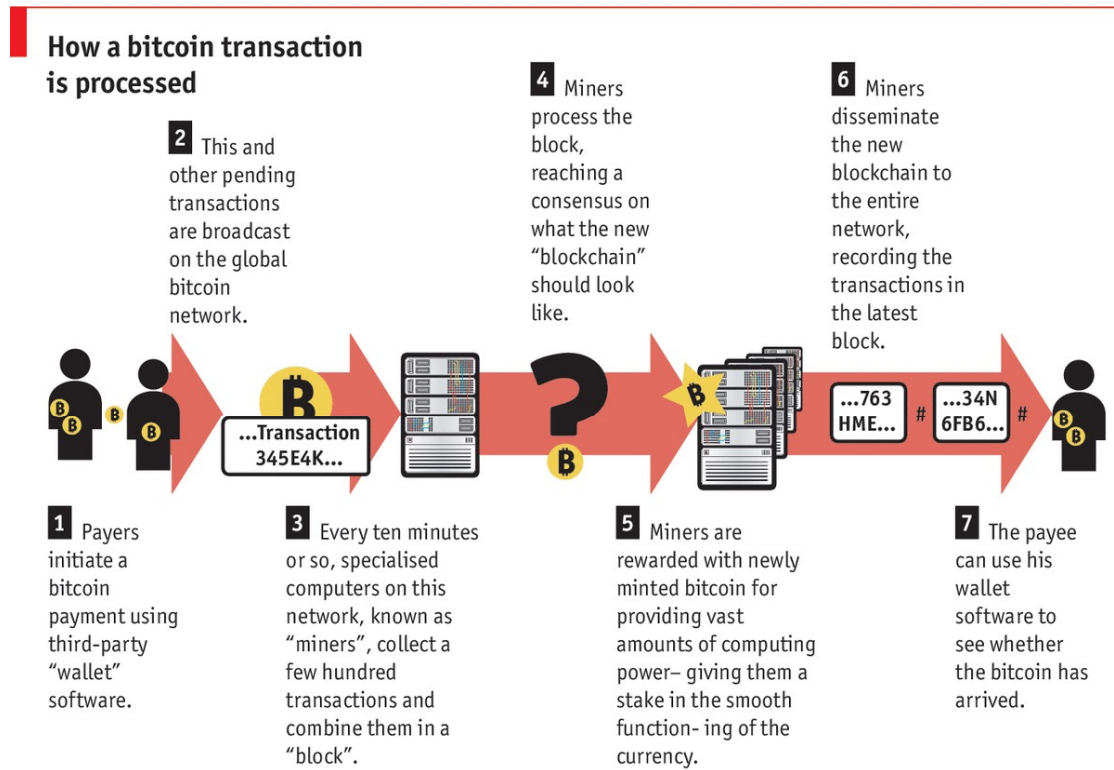 How a bitcoin transaction
is processed
1 Payers
initiate a
bitcoin
payment using
third-party
“wallet”
software.
2 This and
other pending
transactions
are broadcast
on the global
bitcoin
network.
3 Every ten minutes
or so, specialised
computers on this
network, known as
“miners”, collect a
few hundred
transactions and
combine them in a
“block”.
4 Miners
process the
block,
reaching a
consensus on
what the new
“blockchain”
should look
like.
5 Miners are
rewarded with newly
minted bitcoin for
providing vast
amounts of computing
power– giving them a
stake in the smooth
function- ing of the
currency.
6 Miners
disseminate
the new
blockchain to
the entire
network,
recording the
transactions in
the latest
block.
7 The payee
can use his
wallet
software to
see whether
the bitcoin has
arrived.
...Transaction
345E4K...
?
...763
HME...
#
...34N
6FB6...
#